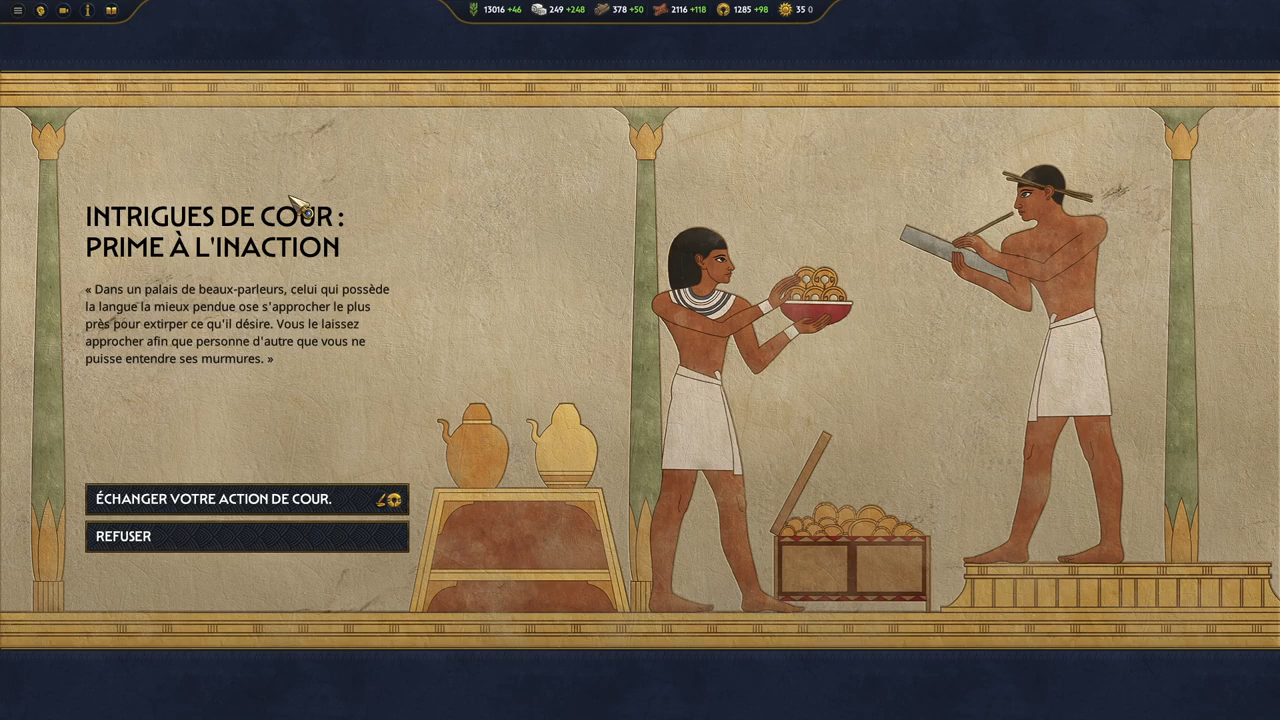 13016 +46 249 +248 378 +50 2116 +118 1285 +98 35 0
INTRIGUES DE COUR :
PRIME À L'INACTION
« Dans un palais de beaux-parleurs, celui qui possède
la langue la mieux pendue ose s'approcher le plus
près pour extirper ce qu'il désire. Vous le laissez
approcher afin que personne d'autre que vous ne
puisse entendre ses murmures. »
ÉCHANGER VOTRE ACTION DE COUR.
REFUSER